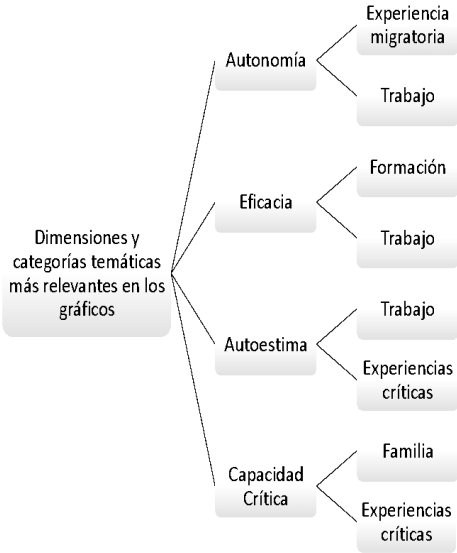 Dimensiones y
categorías temáticas
más relevantes en los
gráficos
Autonomía
Experiencia
migratoria
Trabajo
Eficacia
Formación
Trabajo
Autoestima
Trabajo
Experiencias
críticas
Capacidad
Crítica
Familia
Experiencias
críticas